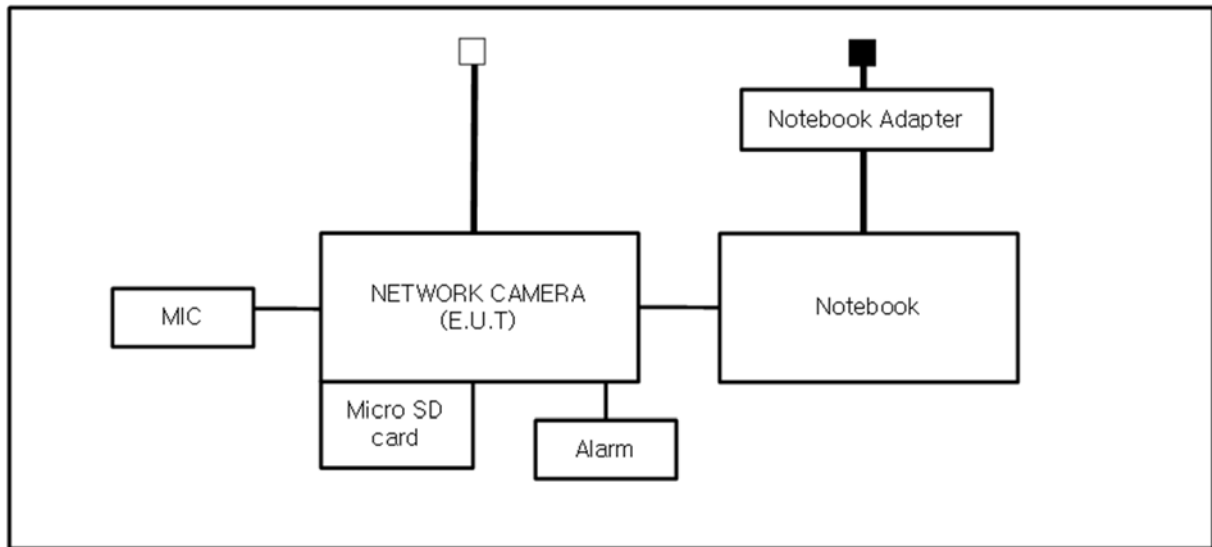 Notebook Adapter
NETWORK CAMERA
(E.U.T)
Notebook
MIC
Micro SD
card
Alarm